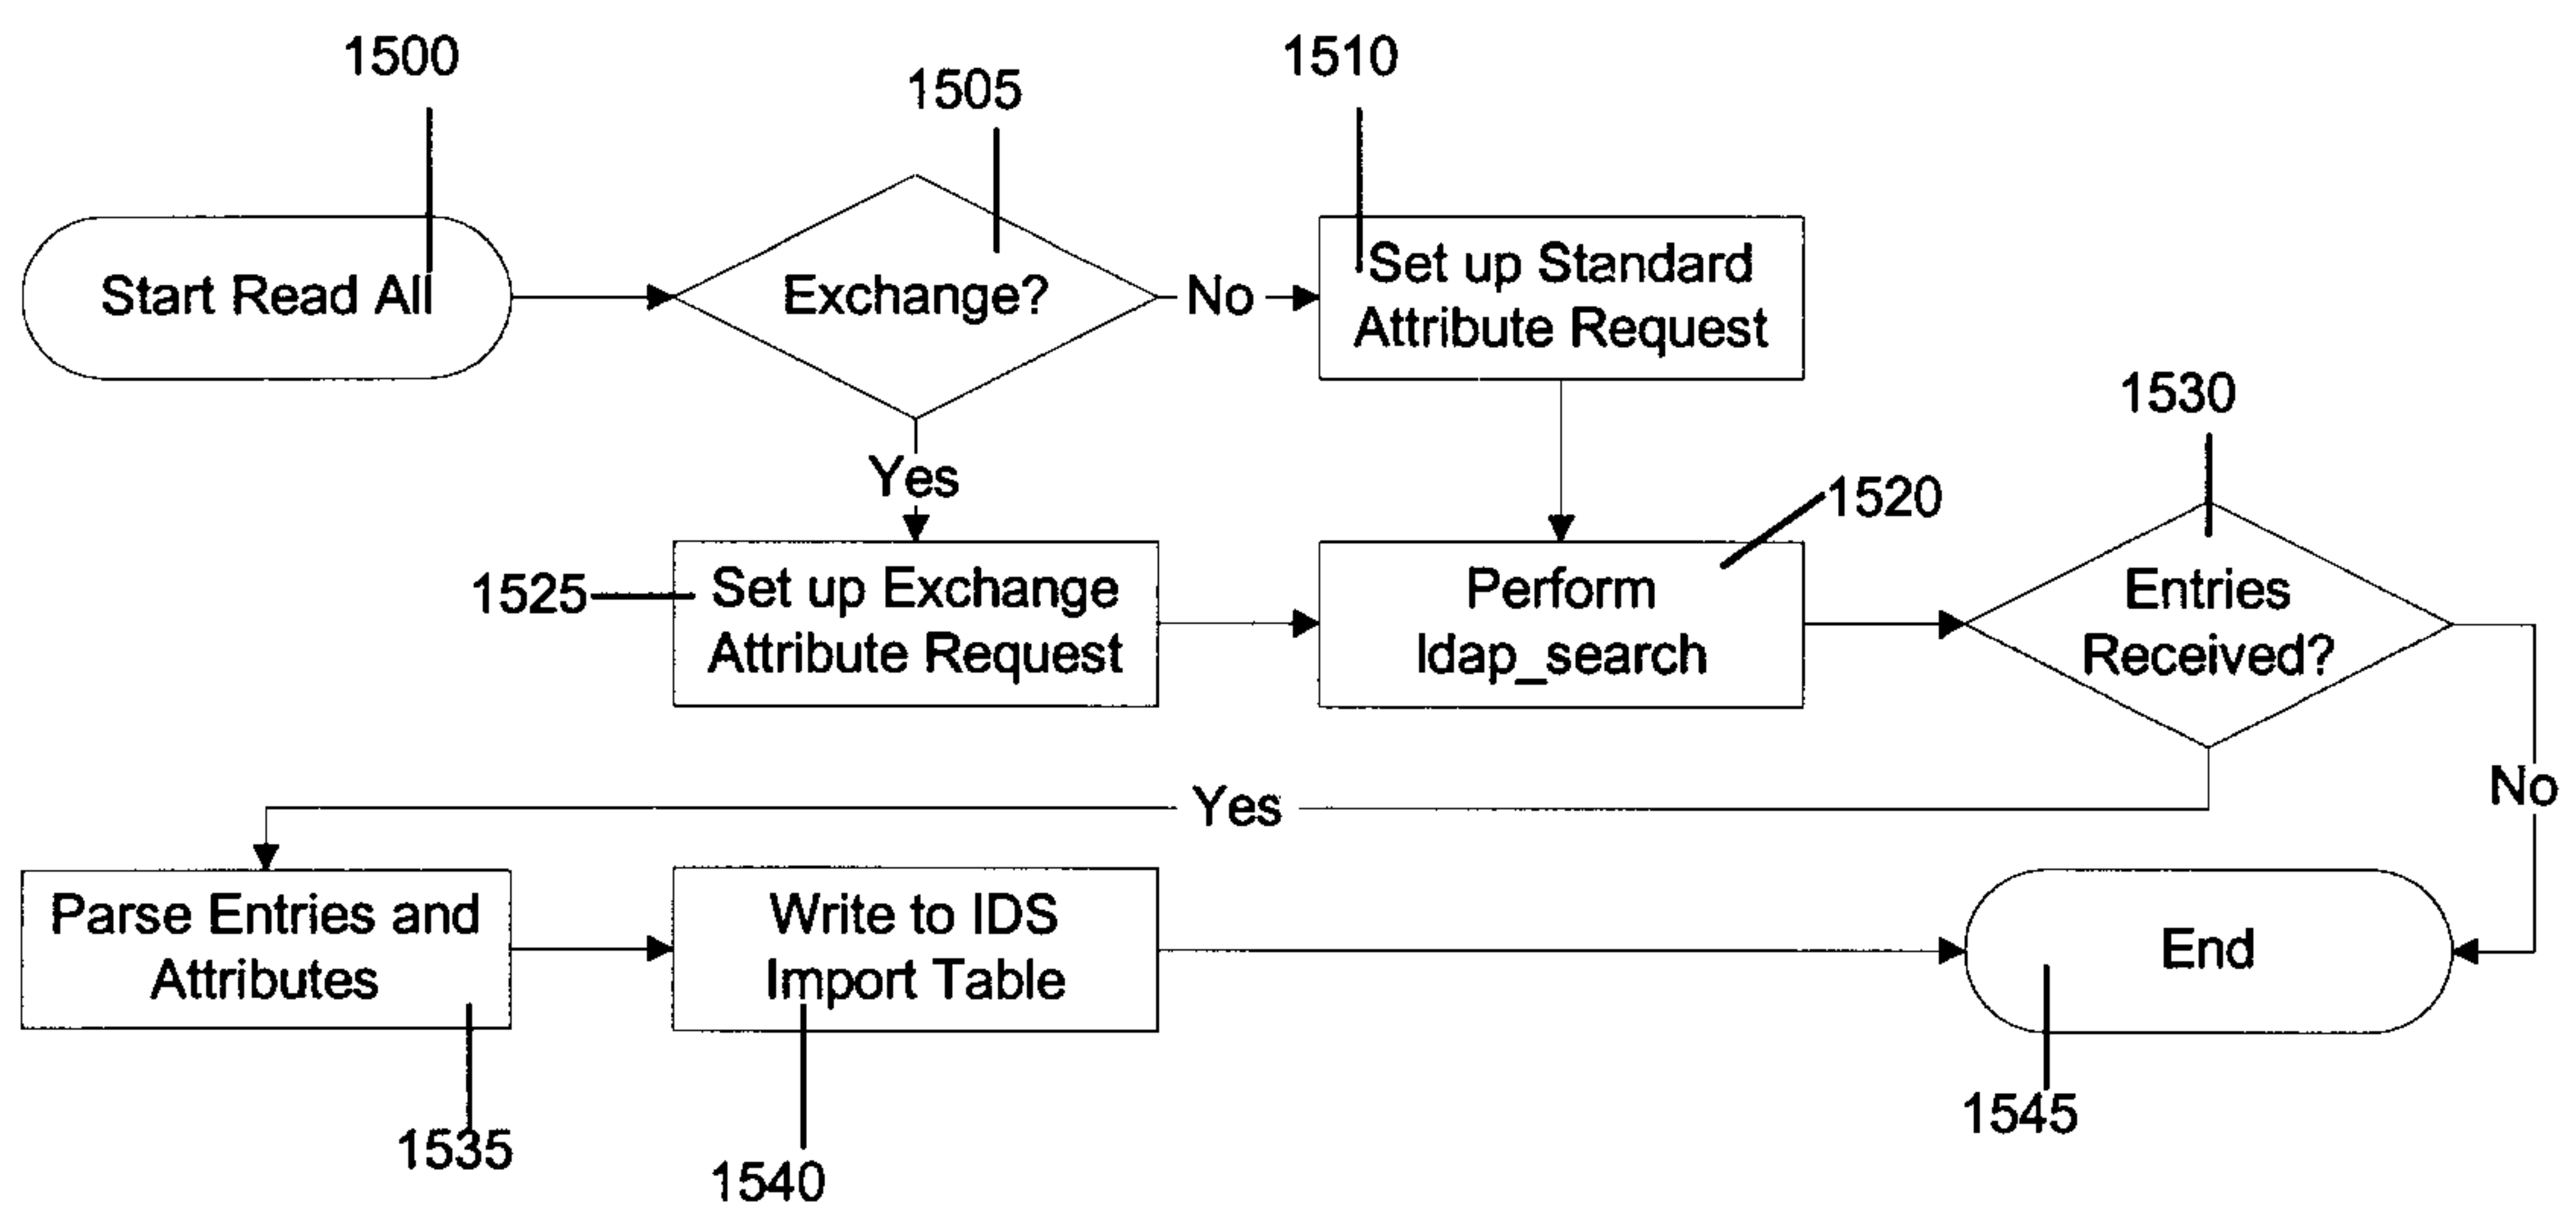 1500
1505
1510
Start Read All
Exchange?
No
Set up Standard
Attribute Request
Yes
1530
1520
1525
Set up Exchange
Attribute Request
Perform
ldap_search
Entries
Received?
Yes
No
Parse Entries and
Attributes
Write to IDS
Import Table
End
1535
1540
1545